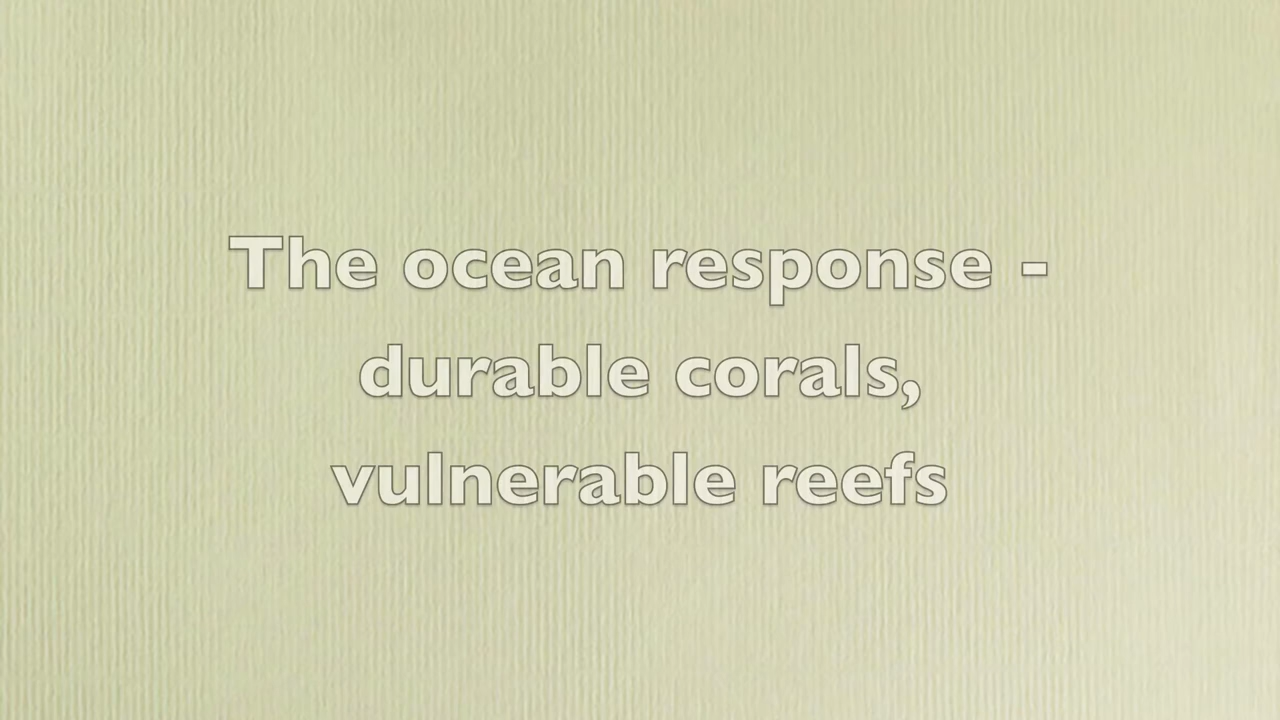 The ocean response -
durable corals,
vulnerable reefs